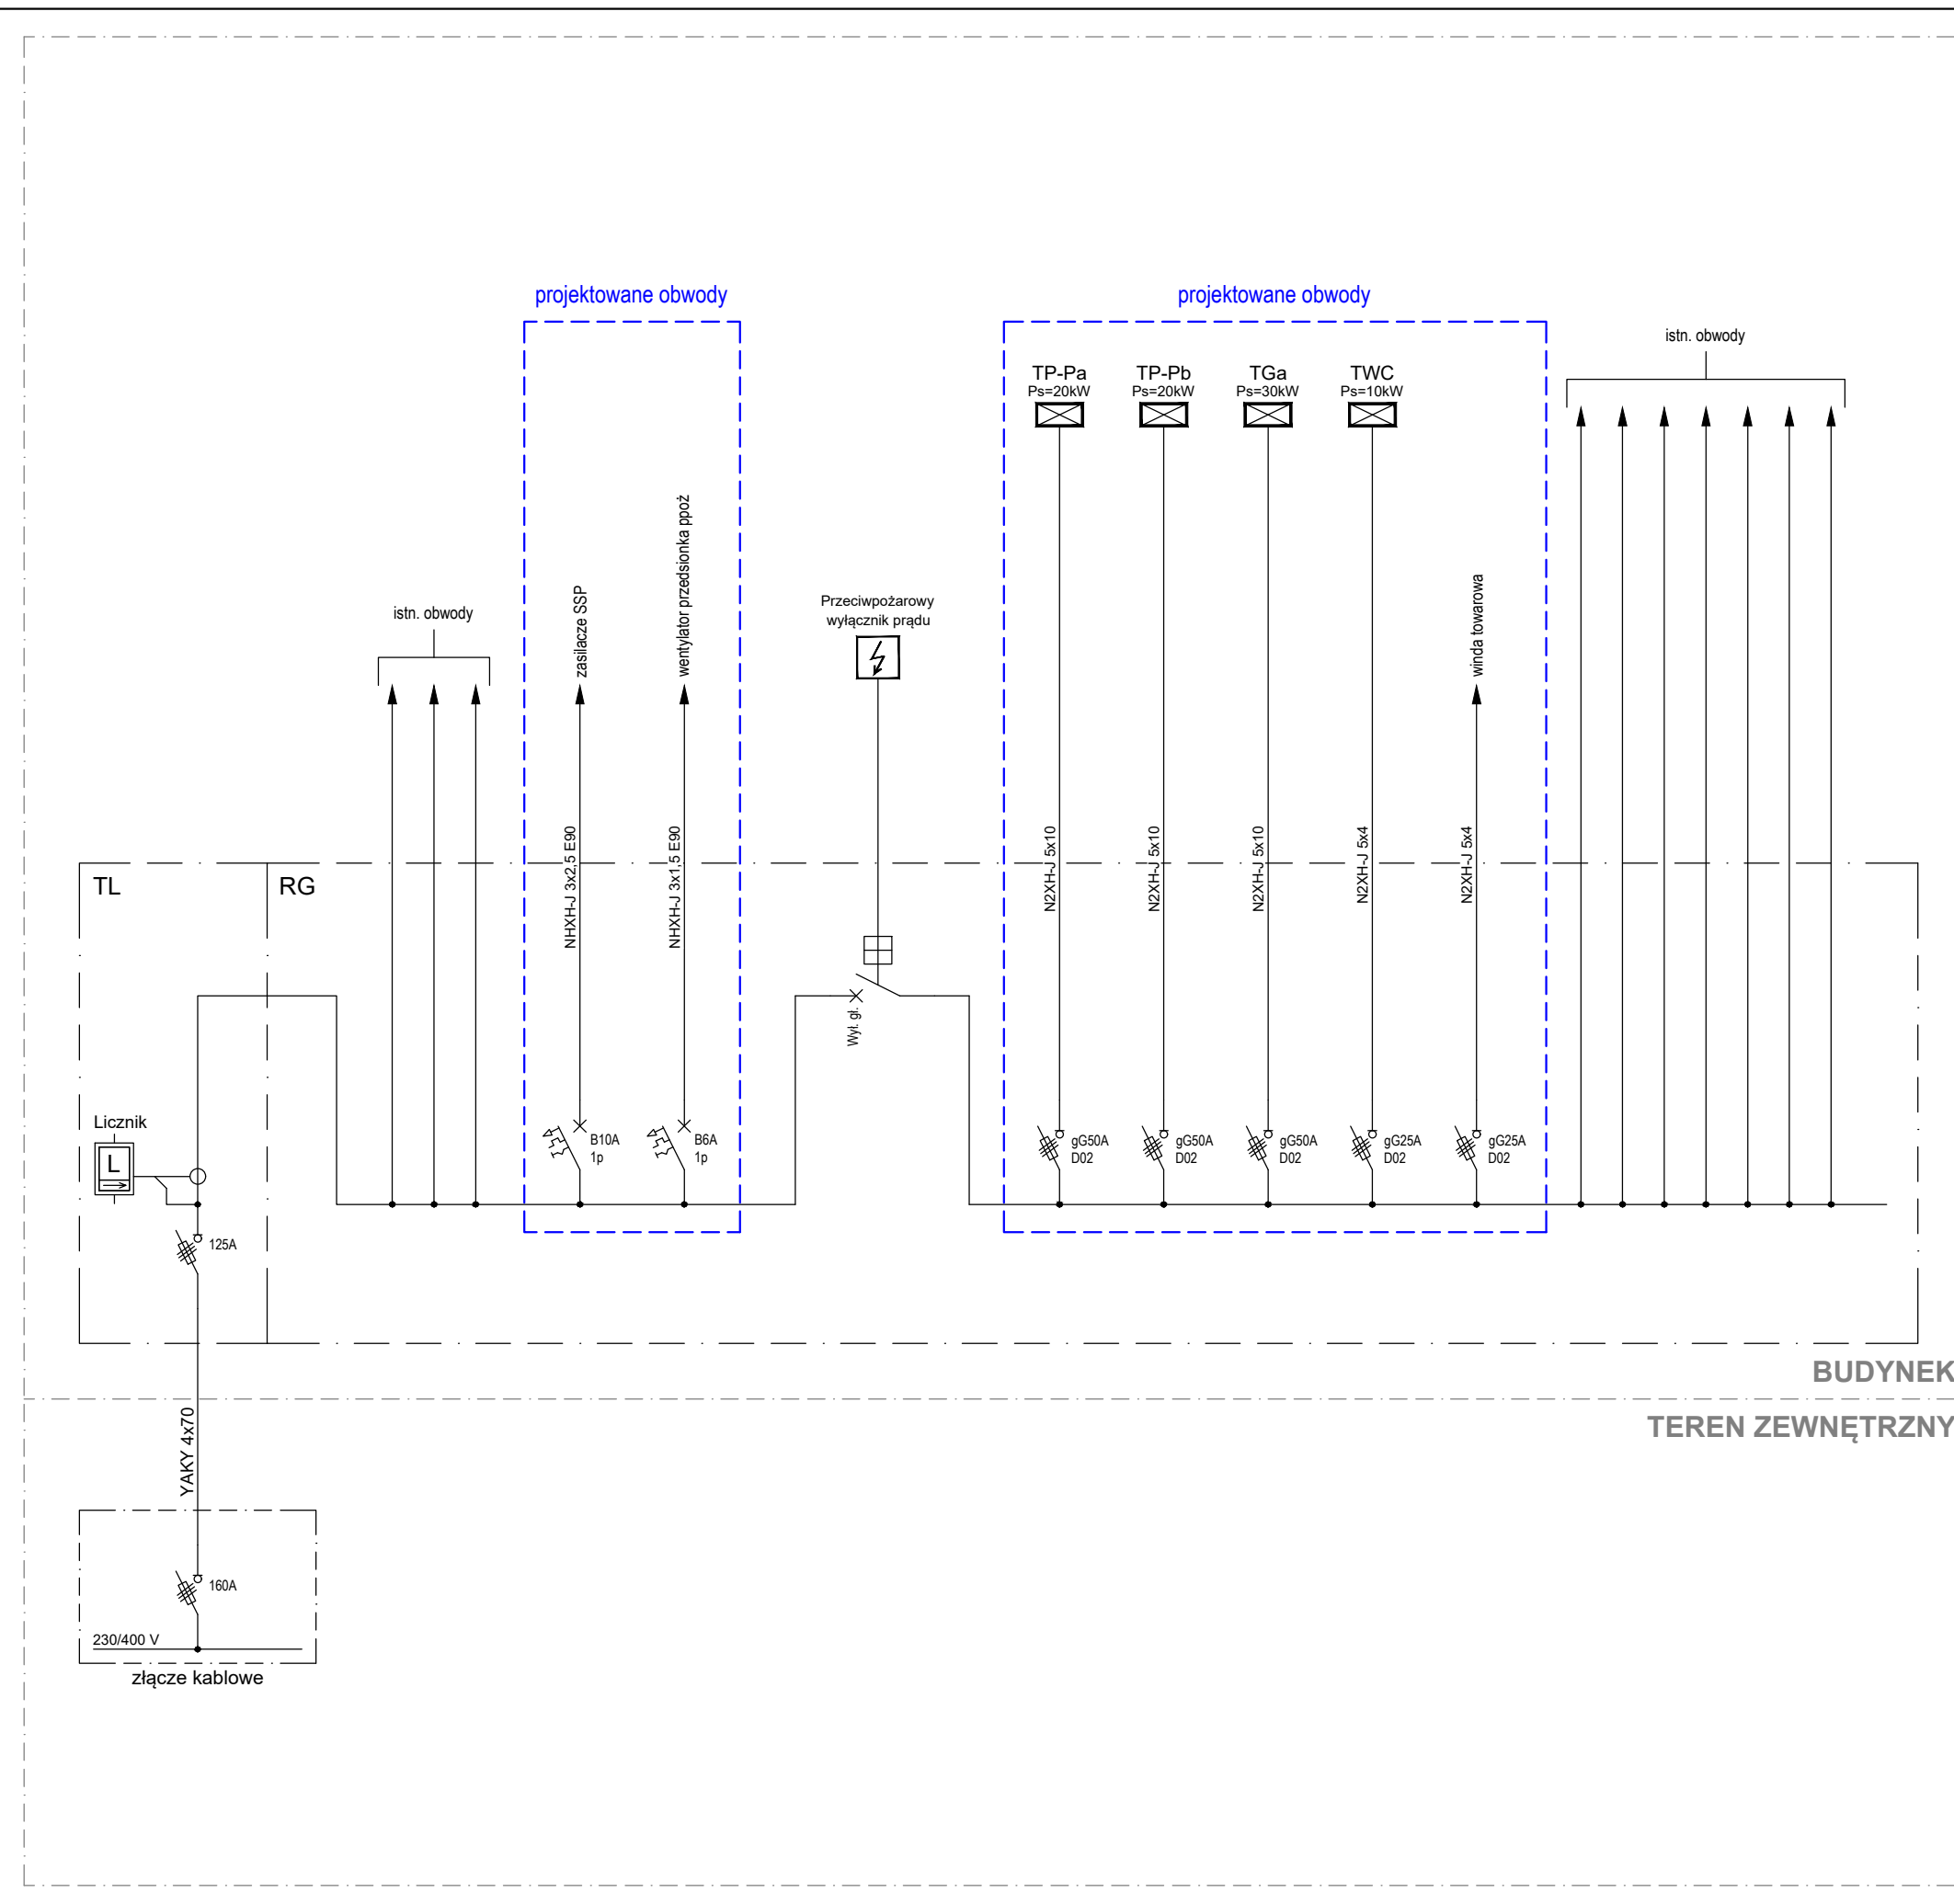 projektowane obwody
projektowane obwody
istn. obwody
TP-Pa
Ps=20kW
TP-Pb
Ps=20kW
TGa
Ps=30kW
TWC
Ps=10kW
istn. obwody
zasilacze SSP
wentylator przedsionka ppoż
Przeciwpożarowy
wyłącznik prądu
winda towarowa
NHXH-J 3x2,5 E90
NHXH-J 3x1,5 E90
N2XH-J 5x10
N2XH-J 5x10
N2XH-J 5x10
N2XH-J 5x4
N2XH-J 5x4
TL
RG
Wył. gł.
Licznik
L
B10A
1p
B6A
1p
gG50A
D02
gG50A
D02
gG50A
D02
gG25A
D02
gG25A
D02
125A
BUDYNEK
TEREN ZEWNĘTRZNY
YAKY 4x70
160A
230/400 V
złącze kablowe